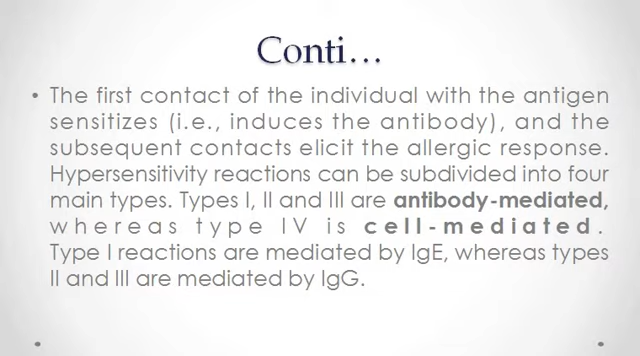 Conti…
• The first contact of the individual with the antigen
sensitizes (i.e., induces the antibody), and the
subsequent contacts elicit the allergic response.
Hypersensitivity reactions can be subdivided into four
main types. Types I, II and III are antibody-mediated,
whereas type IV is cell-mediated.
Type I reactions are mediated by IgE, whereas types
II and III are mediated by IgG.